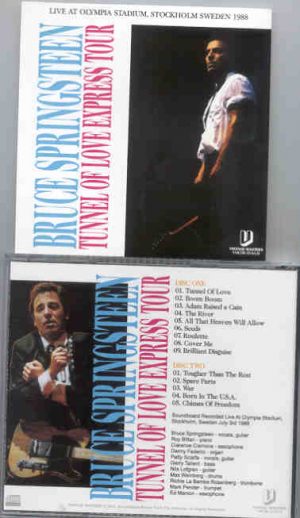 LIVE AT OLYMPIA STADIUM, STOCKHOLM SWEDEN 1988
BRUCE SPRINGSTEEN
TUNNEL OF LOVE EXPRESS TOUR
BRUCE SPRINGSTEEN
TUNNEL OF LOVE EXPRESS TOUR
DISC ONE
01. Tunnel Of Love
02. Boom Boom
03. Adam Raised a Cain
04. The River
05. All That Heaven Will Allow
06. Seeds
07. Roulette
08. Cover Me
09. Brilliant Disguise
DISC TWO
01. Tougher Than The Rest
02. Spare Parts
03. War
04. Born In The U.S.A.
05. Chimes Of Freedom
Soundboard Recorded Live At Olympia Stadium,
Stockholm, Sweden July 3rd 1988
Bruce Springsteen - vocals, guitar
Roy Bittan - piano
Clarence Clemons - saxophone
Danny Federici - organ
Patty Scialfa - vocals, guitar
Garry Tallent - bass
Nils Lofgren - guitar
Max Weinberg - drums
Richie La Bamba Rosenberg - trombone
Mark Pender - trumpet
Ed Manion - saxophone